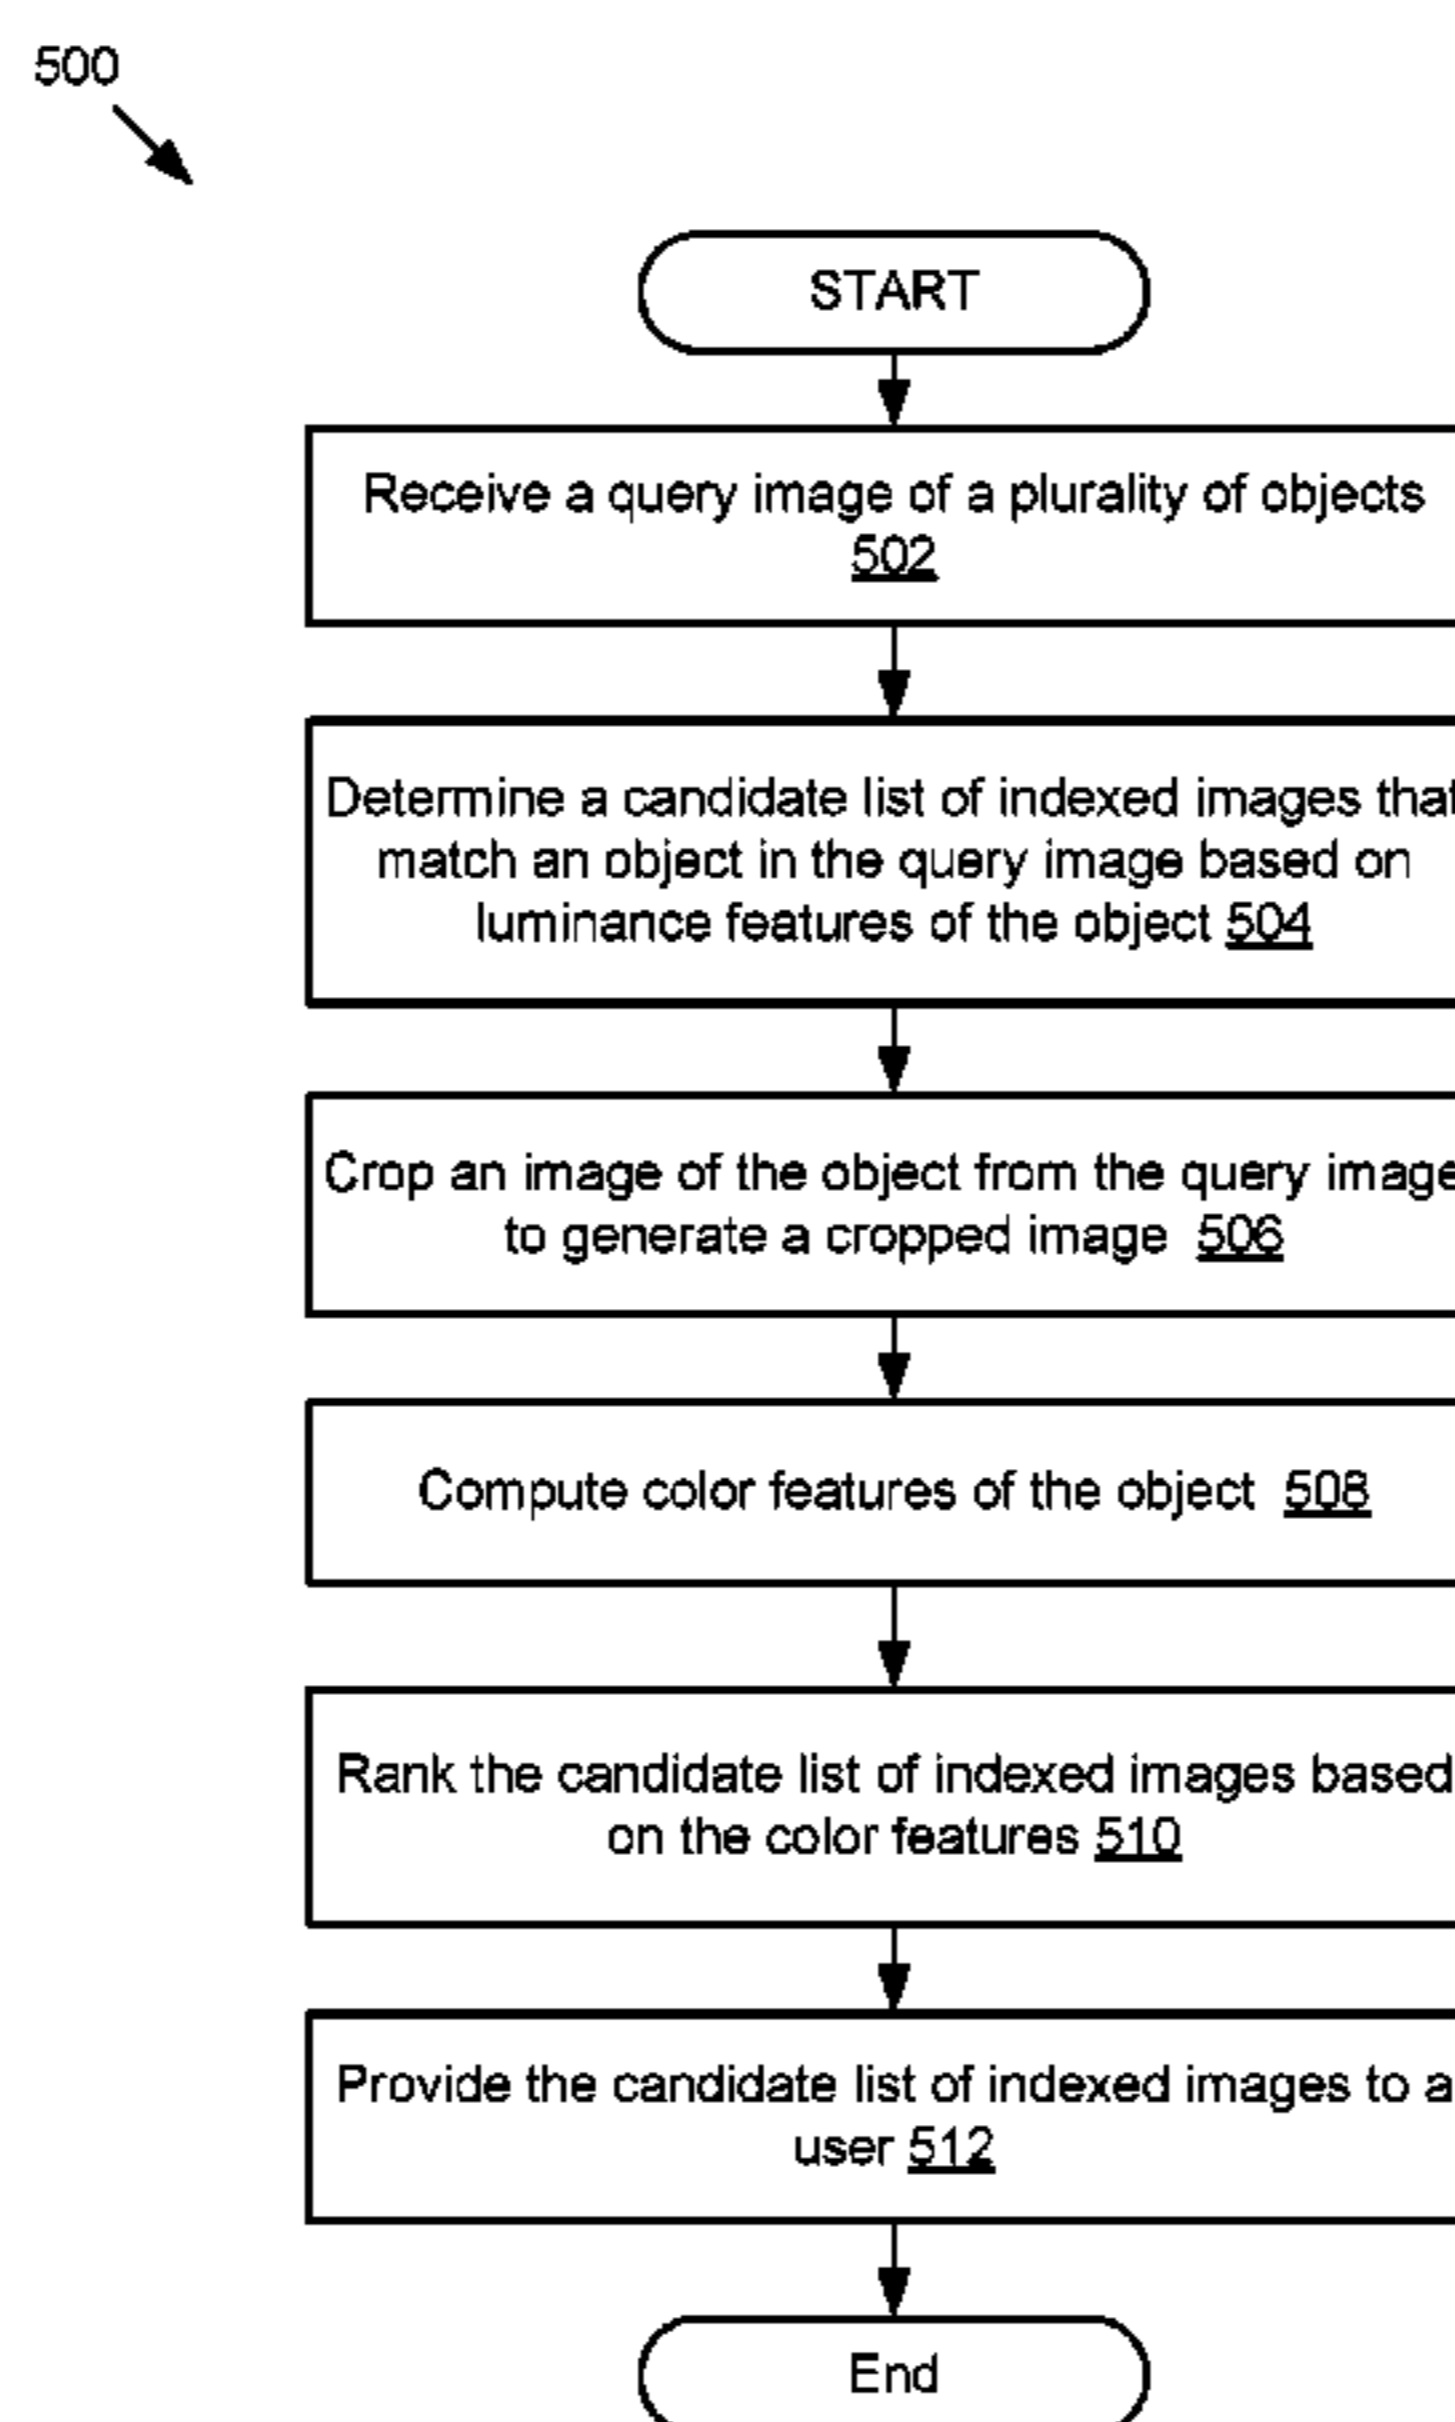 500
START
Receive a query image of a plurality of objects
502
Determine a candidate list of indexed images that
match an object in the query image based on
luminance features of the object 504
Crop an image of the object from the query image
to generate a cropped image 506
Compute color features of the object 508
Rank the candidate list of indexed images based
on the color features 510
Provide the candidate list of indexed images to a
user 512
End